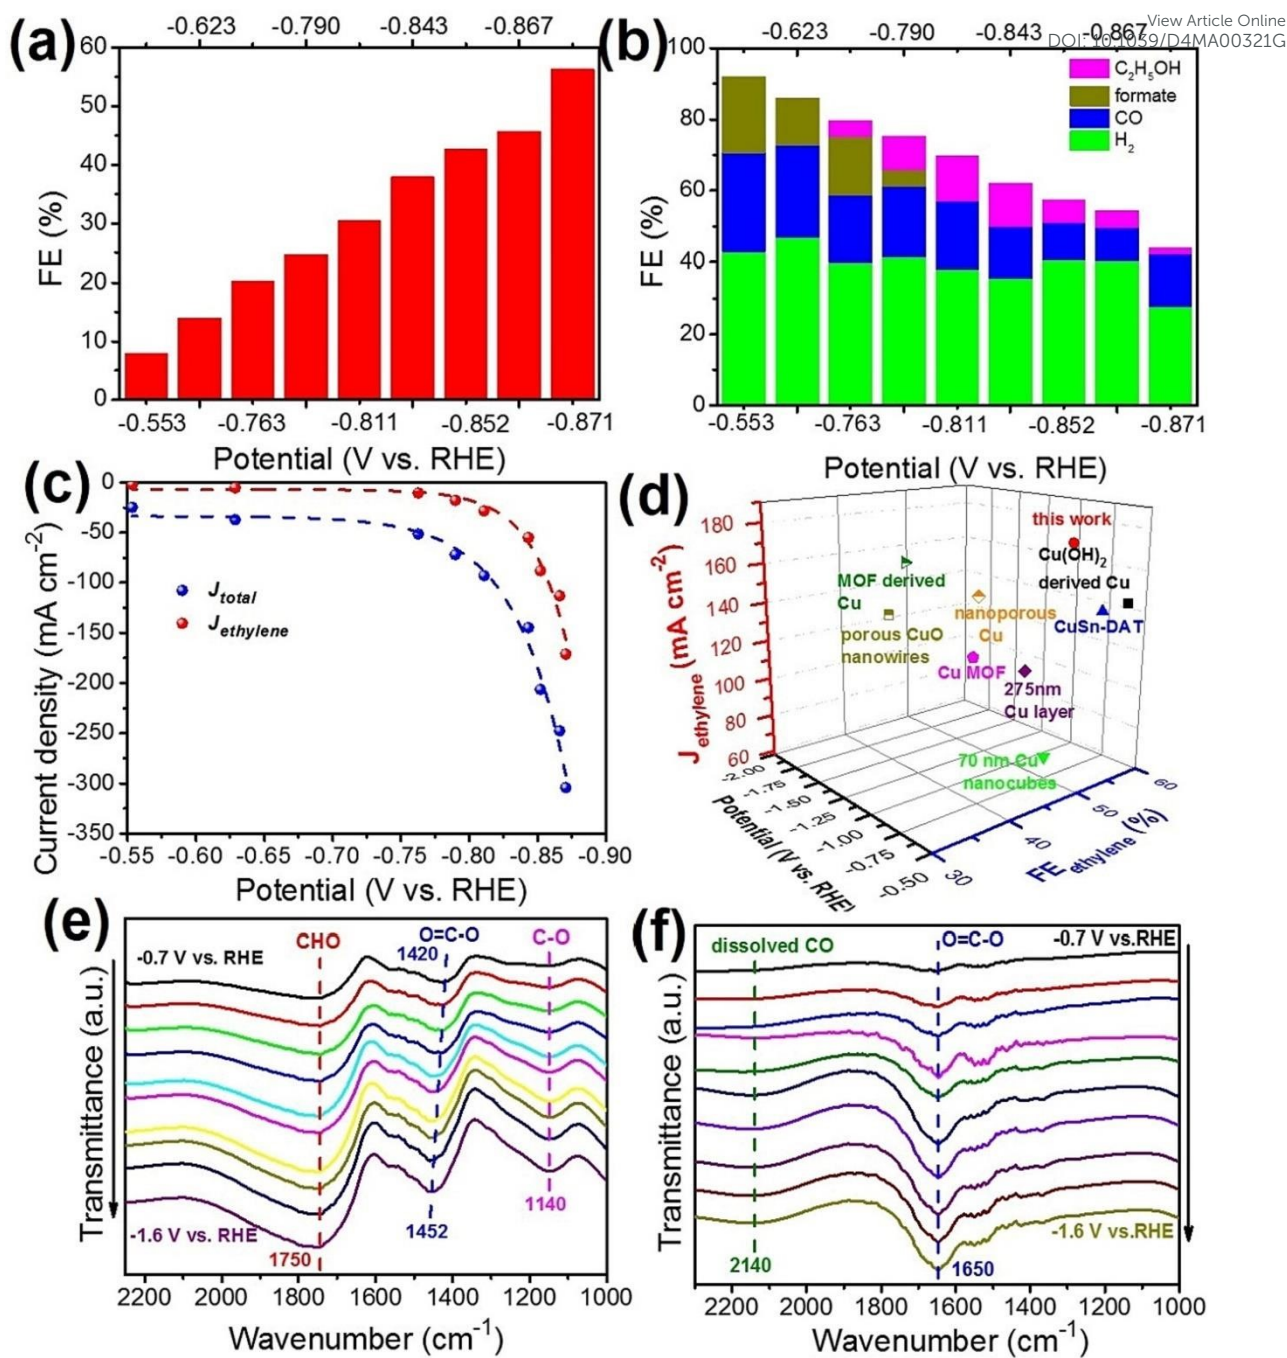 View Article Online
DOI: 10.1039/D4MA00321G
(a)
-0.623 -0.790 -0.843 -0.867
60
50
40
30
20
10
0
FE (%)
-0.553 -0.763 -0.811 -0.852 -0.871
Potential (V vs. RHE)
(b)
-0.623 -0.790 -0.843 -0.867
100
80
60
40
20
0
FE (%)
C2H5OH
formate
CO
H2
-0.553 -0.763 -0.811 -0.852 -0.871
Potential (V vs. RHE)
(c)
0
-50
-100
-150
-200
-250
-300
-350
Current density (mA cm-2)
Jtotal
Jethylene
-0.55 -0.60 -0.65 -0.70 -0.75 -0.80 -0.85 -0.90
Potential (V vs. RHE)
(d)
180
160
140
120
100
80
60
Jethylene (mA cm-2)
this work
Cu(OH)2
derived Cu
MOF derived
Cu
nanoporous
Cu
CuSn-DAT
porous CuO
nanowires
Cu MOF
275nm
Cu layer
70 nm Cu
nanocubes
-2.00
-1.75
-1.50
-1.25
-1.00
-0.75
-0.50
Potential (V vs. RHE)
30
40
50
60
FE ethylene (%)
(e)
CHO
O=C-O
C-O
1420
-0.7 V vs. RHE
Transmittance (a.u.)
-1.6 V vs. RHE
1750
1452
1140
2200 2000 1800 1600 1400 1200 1000
Wavenumber (cm-1)
(f)
dissolved CO
O=C-O
-0.7 V vs.RHE
Transmittance (a.u.)
-1.6 V vs.RHE
2140
1650
2200 2000 1800 1600 1400 1200 1000
Wavenumber (cm-1)